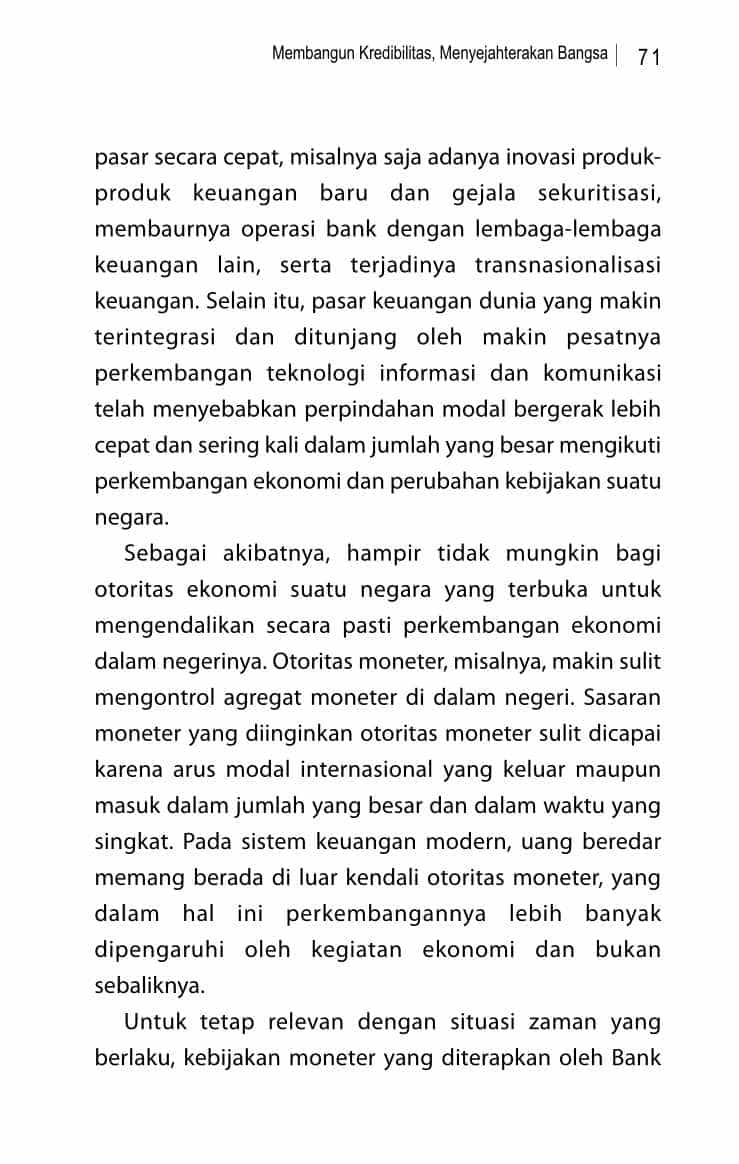 Membangun Kredibilitas, Menyejahterakan Bangsa | 71
pasar secara cepat, misalnya saja adanya inovasi produk-
produk keuangan baru dan gejala sekuritisasi,
membaurnya operasi bank dengan lembaga-lembaga
keuangan lain, serta terjadinya transnasionalisasi
keuangan. Selain itu, pasar keuangan dunia yang makin
terintegrasi dan ditunjang oleh makin pesatnya
perkembangan teknologi informasi dan komunikasi
telah menyebabkan perpindahan modal bergerak lebih
cepat dan sering kali dalam jumlah yang besar mengikuti
perkembangan ekonomi dan perubahan kebijakan suatu
negara.
Sebagai akibatnya, hampir tidak mungkin bagi
otoritas ekonomi suatu negara yang terbuka untuk
mengendalikan secara pasti perkembangan ekonomi
dalam negerinya. Otoritas moneter, misalnya, makin sulit
mengontrol agregat moneter di dalam negeri. Sasaran
moneter yang diinginkan otoritas moneter sulit dicapai
karena arus modal internasional yang keluar maupun
masuk dalam jumlah yang besar dan dalam waktu yang
singkat. Pada sistem keuangan modern, uang beredar
memang berada di luar kendali otoritas moneter, yang
dalam hal ini perkembangannya lebih banyak
dipengaruhi oleh kegiatan ekonomi dan bukan
sebaliknya.
Untuk tetap relevan dengan situasi zaman yang
berlaku, kebijakan moneter yang diterapkan oleh Bank